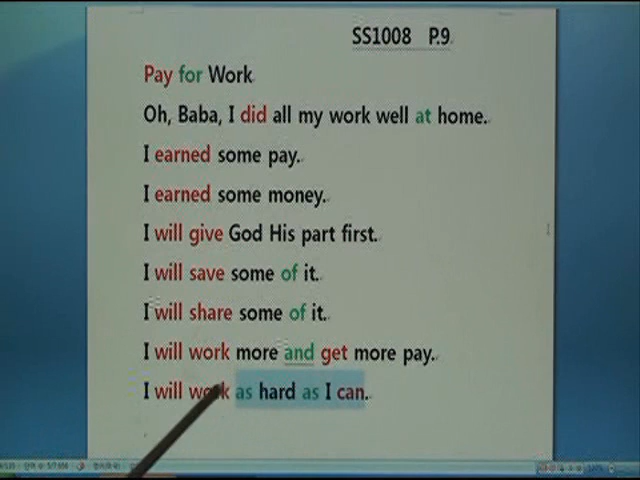 SS1008 P.9
Pay for Work
Oh, Baba, I did all my work well at home.
I earned some pay.
I earned some money.
I will give God His part first.
I will save some of it.
I will share some of it.
I will work more and get more pay.
I will work as hard as I can.